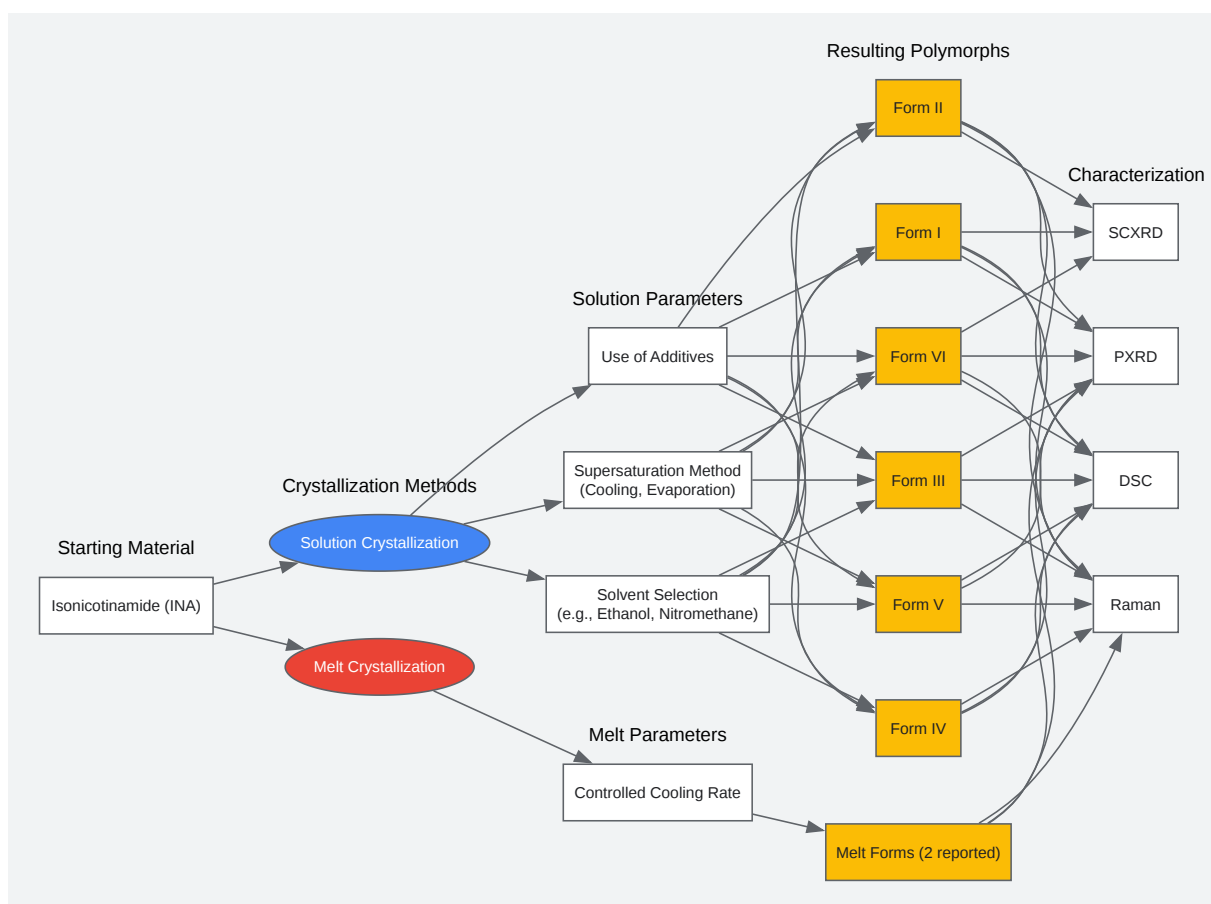 Resulting Polymorphs
Form II
Characterization
Form I
SCXRD
Solution Parameters
Use of Additives
Form VI
PXRD
Crystallization Methods
Supersaturation Method
(Cooling, Evaporation)
Form III
DSC
Starting Material
Solution Crystallization
Isonicotinamide (INA)
Solvent Selection
(e.g., Ethanol, Nitromethane)
Form V
Raman
Melt Crystallization
Melt Parameters
Form IV
Controlled Cooling Rate
Melt Forms (2 reported)